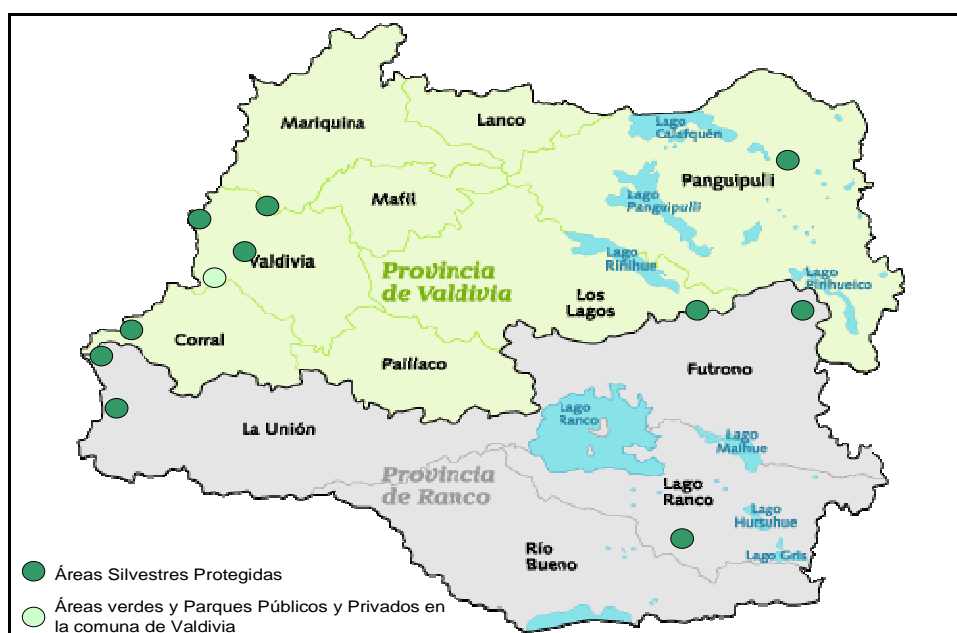 Mariquina
Lanco
Lago
Calafquén
Panguipulli
Máfil
Lago
Panguipulli
Valdivia
Provincia
de Valdivia
Lago
Riñihue
Lago
Pirihueico
Los
Lagos
Corral
Paillaco
Futrono
La Unión
Lago
Ranco
Lago
Maihue
Provincia
de Ranco
Lago
Ranco
Lago
Hursuhue
Río
Bueno
Lago Gris
Áreas Silvestres Protegidas
Áreas verdes y Parques Públicos y Privados en
la comuna de Valdivia